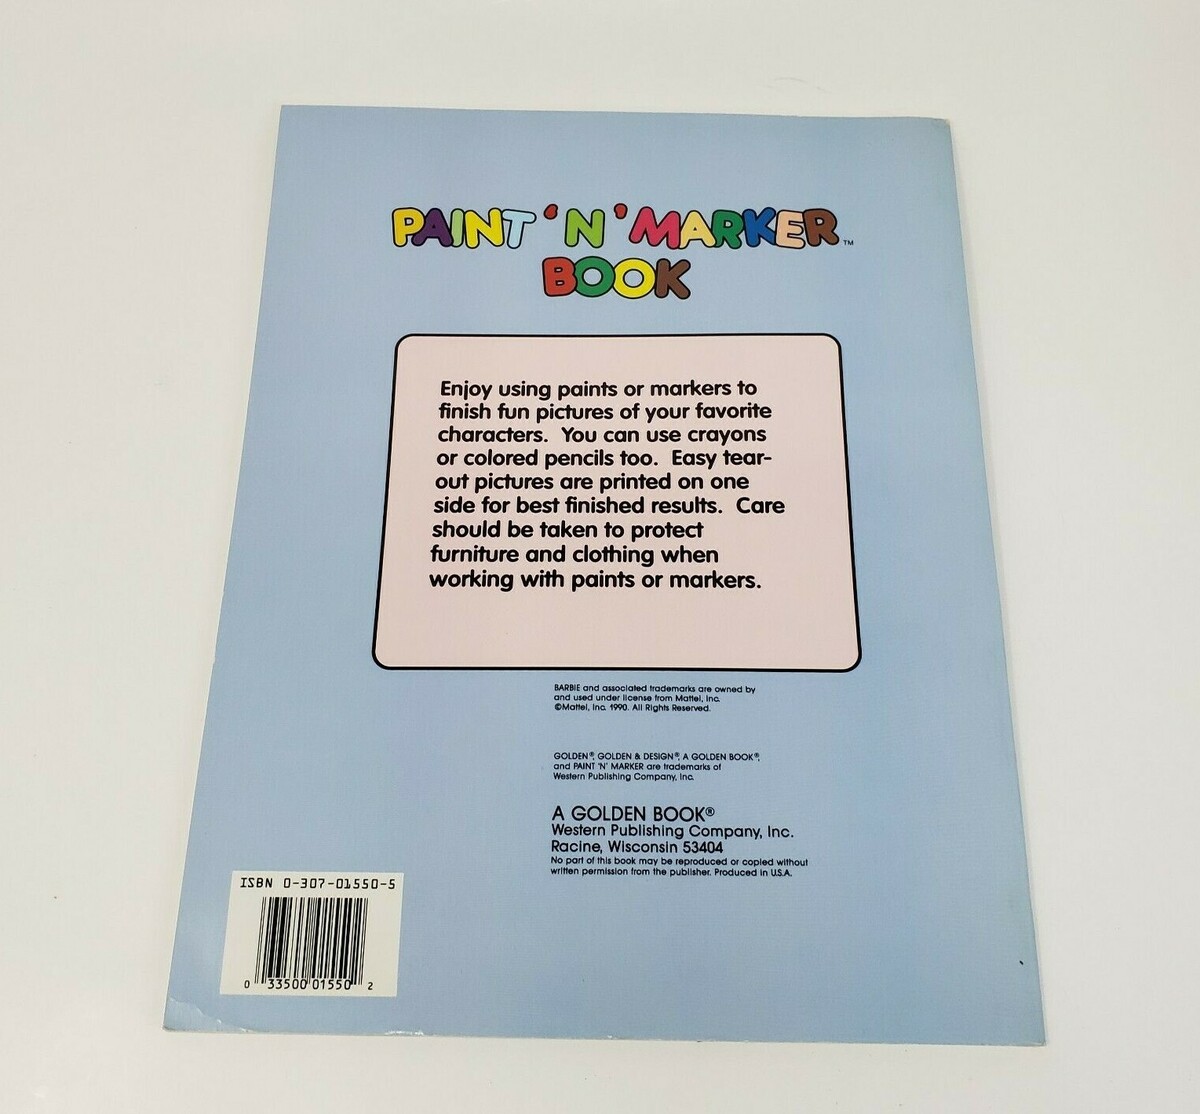 PAINT 'N' MARKER™
BOOK
Enjoy using paints or markers to
finish fun pictures of your favorite
characters. You can use crayons
or colored pencils too. Easy tear-
out pictures are printed on one
side for best finished results. Care
should be taken to protect
furniture and clothing when
working with paints or markers.
BARBIE and associated trademarks are owned by
and used under license from Mattel, Inc.
©Mattel, Inc. 1990. All Rights Reserved.
GOLDEN®, GOLDEN & DESIGN®, A GOLDEN BOOK®,
and PAINT 'N' MARKER are trademarks of
Western Publishing Company, Inc.
A GOLDEN BOOK®
Western Publishing Company, Inc.
Racine, Wisconsin 53404
No part of this book may be reproduced or copied without
written permission from the publisher. Produced in U.S.A.
ISBN 0-307-01550-5
0 33500 01550 2